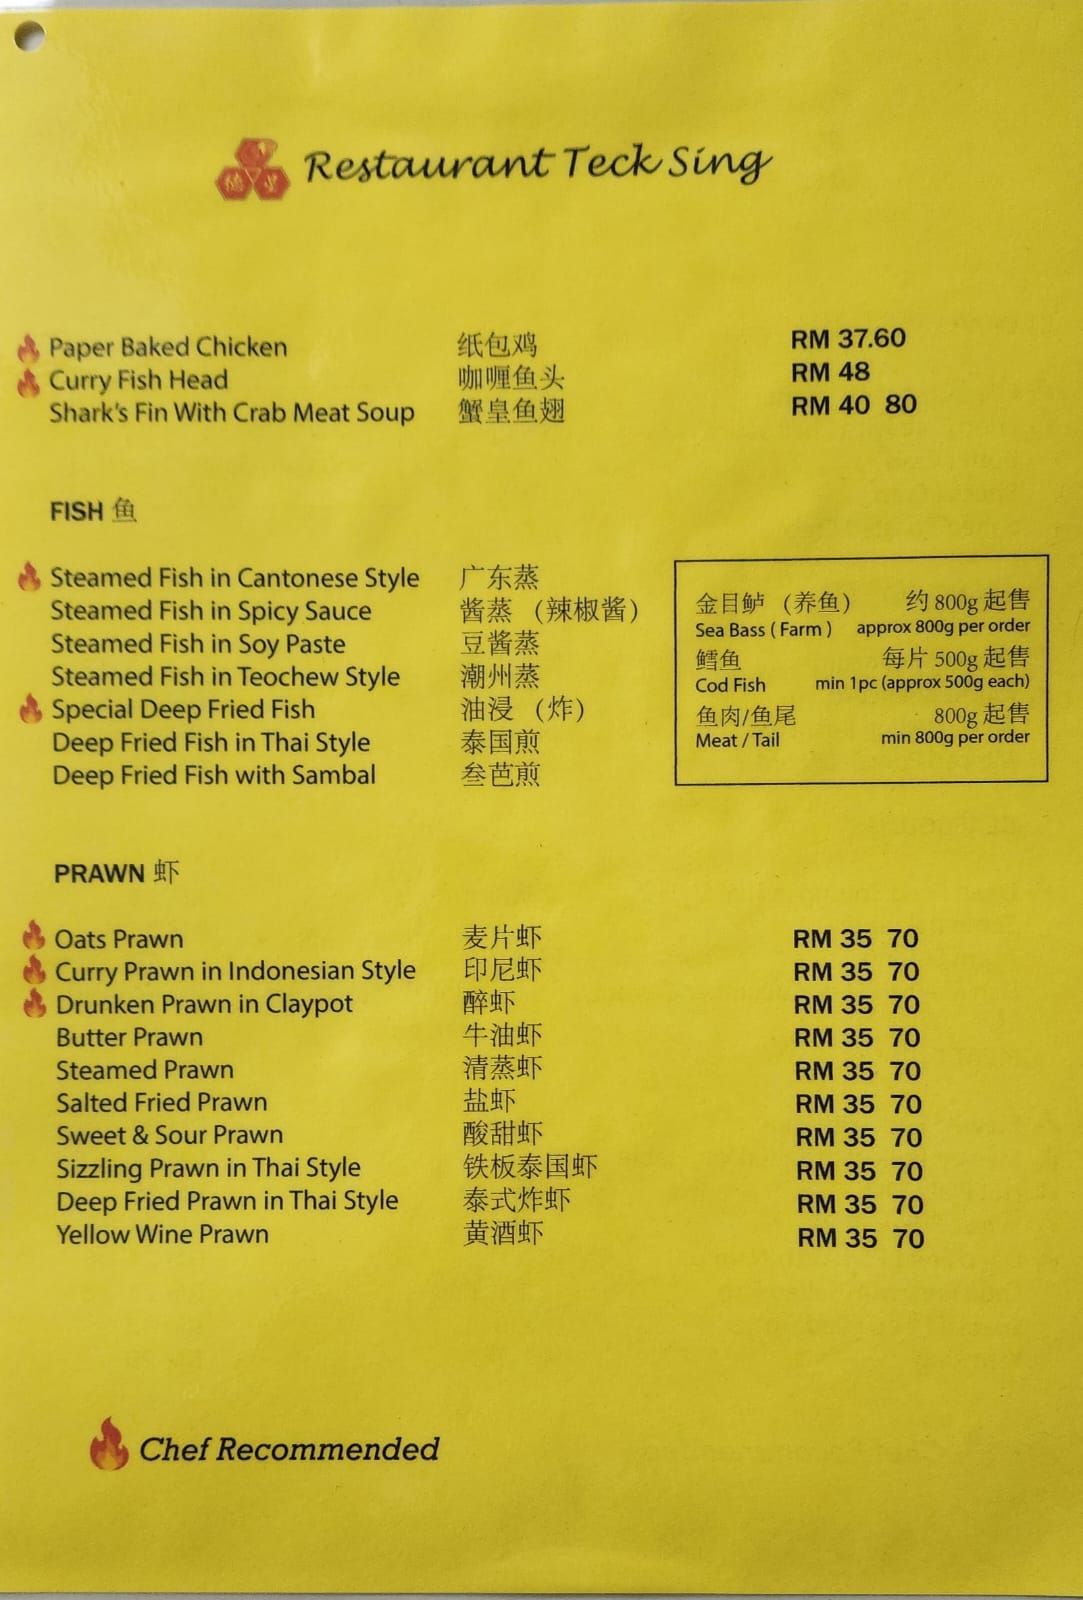 Restaurant Teck Sing
Paper Baked Chicken 纸包鸡 RM 37.60
Curry Fish Head 咖喱鱼头 RM 48
Shark's Fin With Crab Meat Soup 蟹皇鱼翅 RM 40 80
FISH 鱼
Steamed Fish in Cantonese Style 广东蒸
Steamed Fish in Spicy Sauce 酱蒸 (辣椒酱)
Steamed Fish in Soy Paste 豆酱蒸
Steamed Fish in Teochew Style 潮州蒸
Special Deep Fried Fish 油浸 (炸)
Deep Fried Fish in Thai Style 泰国煎
Deep Fried Fish with Sambal 叁芭煎
金目鲈 (养鱼) 约 800g 起售
Sea Bass ( Farm ) approx 800g per order
鳕鱼 每片 500g 起售
Cod Fish min 1pc (approx 500g each)
鱼肉/鱼尾 800g 起售
Meat / Tail min 800g per order
PRAWN 虾
Oats Prawn 麦片虾 RM 35 70
Curry Prawn in Indonesian Style 印尼虾 RM 35 70
Drunken Prawn in Claypot 醉虾 RM 35 70
Butter Prawn 牛油虾 RM 35 70
Steamed Prawn 清蒸虾 RM 35 70
Salted Fried Prawn 盐虾 RM 35 70
Sweet & Sour Prawn 酸甜虾 RM 35 70
Sizzling Prawn in Thai Style 铁板泰国虾 RM 35 70
Deep Fried Prawn in Thai Style 泰式炸虾 RM 35 70
Yellow Wine Prawn 黄酒虾 RM 35 70
Chef Recommended